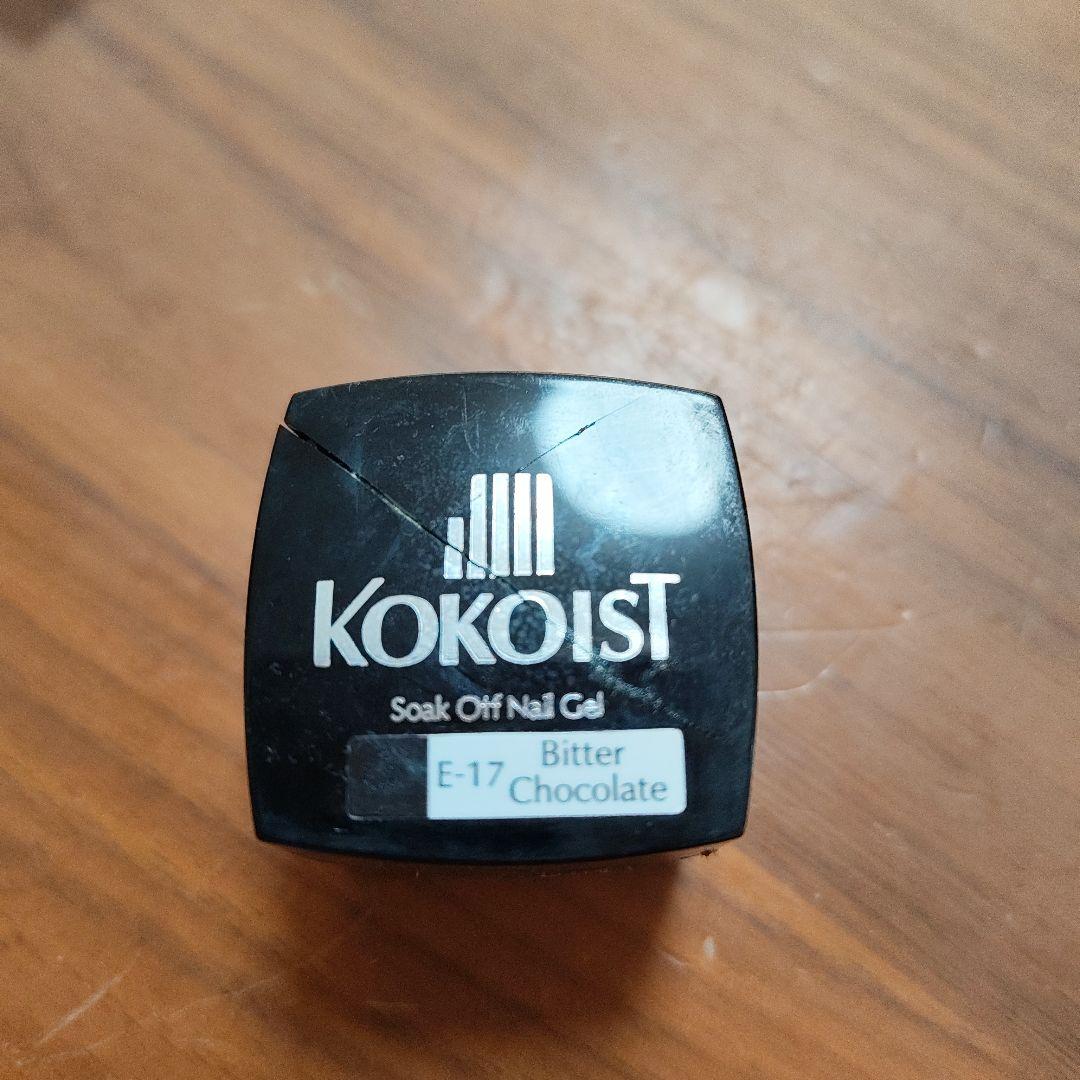 KOKOIST
Soak Off Nail Gel
E-17 Bitter
Chocolate